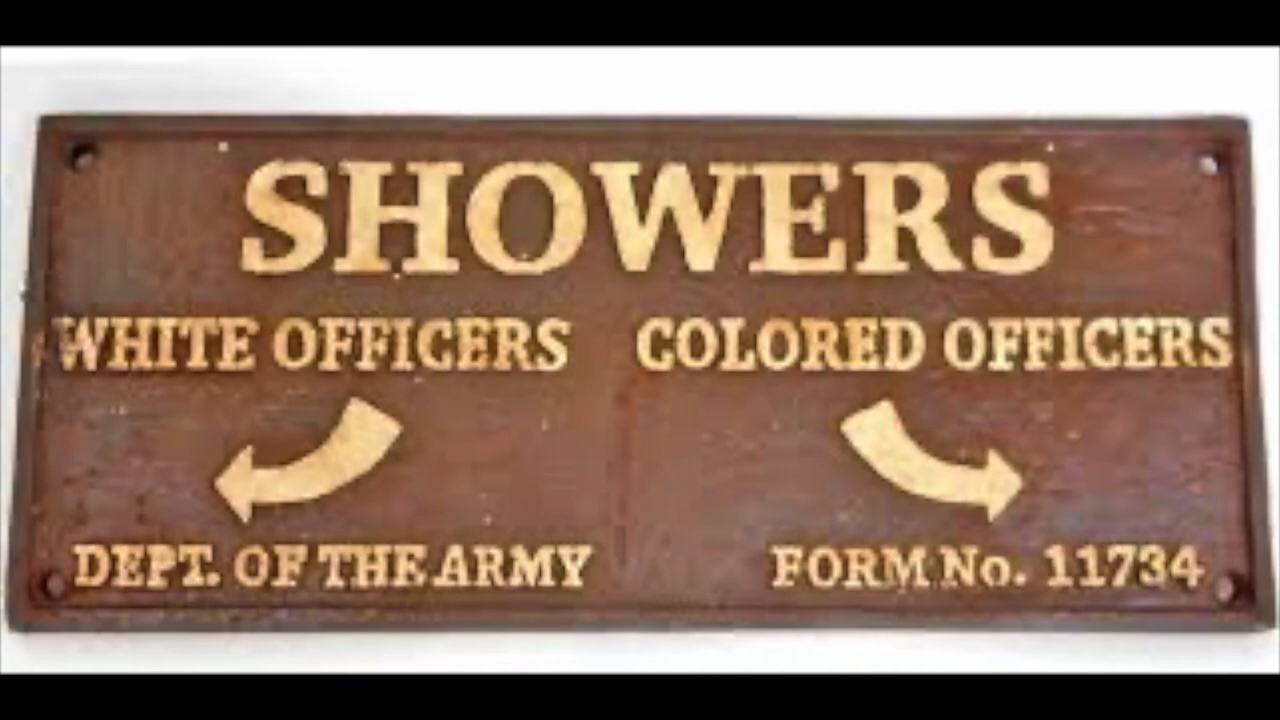 SHOWERS
WHITE OFFICERS COLORED OFFICERS
DEPT. OF THE ARMY FORM No. 11734